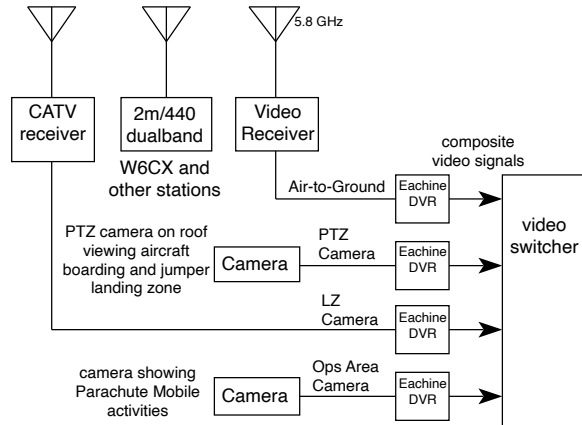 5.8 GHz
CATV
receiver
2m/440
dualband
Video
Receiver
W6CX and
other stations
composite
video signals
Air-to-Ground
Eachine
DVR
video
switcher
PTZ camera on roof
viewing aircraft
boarding and jumper
landing zone
Camera
PTZ
Camera
Eachine
DVR
LZ
Camera
Eachine
DVR
camera showing
Parachute Mobile
activities
Camera
Ops Area
Camera
Eachine
DVR